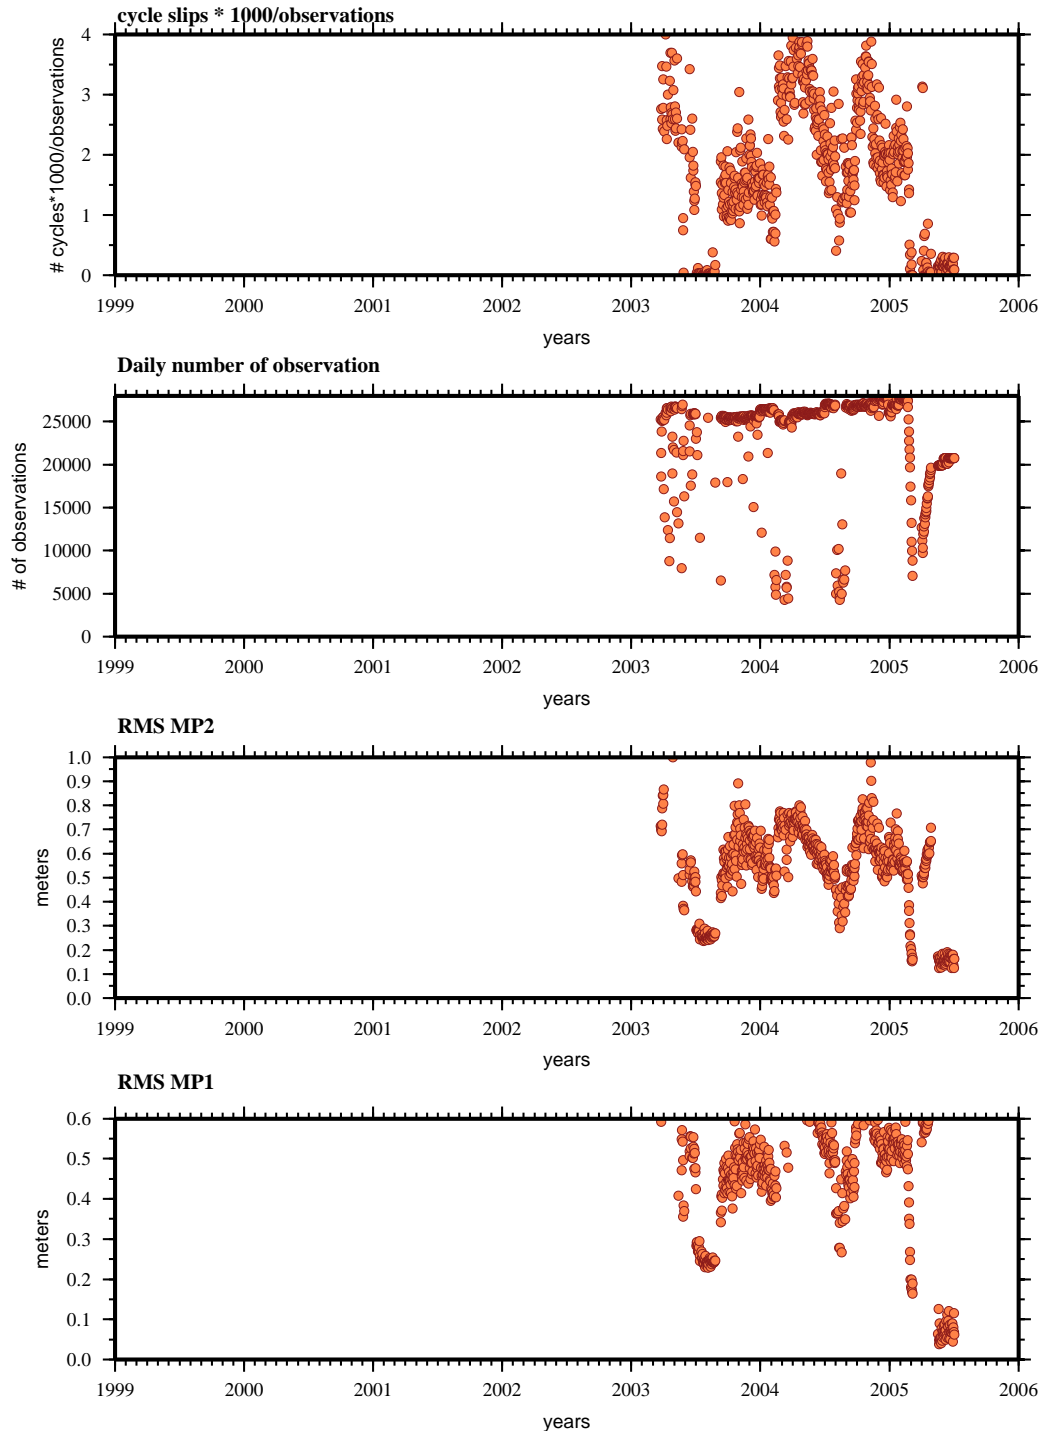 cycle slips * 1000/observations
4
3
2
1
0
# cycles*1000/observations
1999 2000 2001 2002 2003 2004 2005 2006
years
Daily number of observation
25000
20000
15000
10000
5000
0
# of observations
1999 2000 2001 2002 2003 2004 2005 2006
years
RMS MP2
1.0
0.9
0.8
0.7
0.6
0.5
0.4
0.3
0.2
0.1
0.0
meters
1999 2000 2001 2002 2003 2004 2005 2006
years
RMS MP1
0.6
0.5
0.4
0.3
0.2
0.1
0.0
meters
1999 2000 2001 2002 2003 2004 2005 2006
years